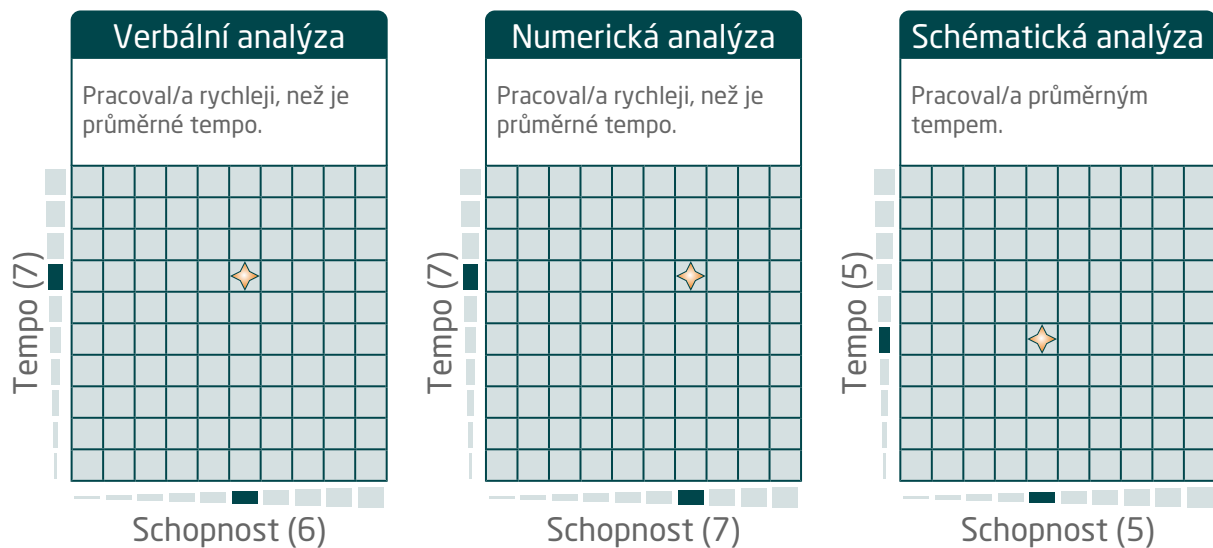 Verbální analýza
Pracoval/a rychleji, než je
průměrné tempo.
Tempo (7)
Schopnost (6)
Numerická analýza
Pracoval/a rychleji, než je
průměrné tempo.
Tempo (7)
Schopnost (7)
Schématická analýza
Pracoval/a průměrným
tempem.
Tempo (5)
Schopnost (5)